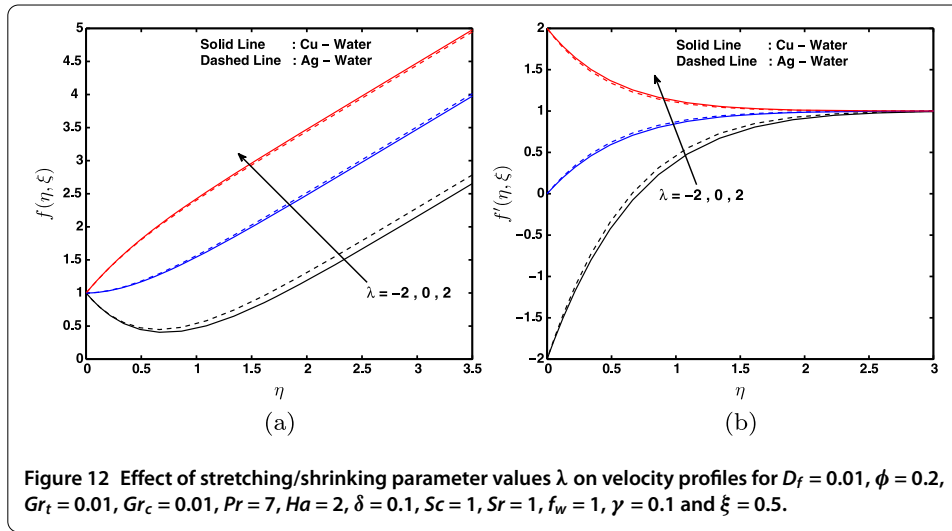 Solid Line : Cu – Water
Dashed Line : Ag – Water
5
4.5
4
3.5
3
2.5
2
1.5
1
0.5
0
f(η, ξ)
λ = −2 , 0 , 2
0 0.5 1 1.5 2 2.5 3 3.5
η
(a)
Solid Line : Cu – Water
Dashed Line : Ag – Water
2
1.5
1
0.5
0
−0.5
−1
−1.5
−2
f′(η, ξ)
λ = −2 , 0 , 2
0 0.5 1 1.5 2 2.5 3
η
(b)
Figure 12 Effect of stretching/shrinking parameter values λ on velocity profiles for D_f = 0.01, ϕ = 0.2,
Gr_t = 0.01, Gr_c = 0.01, Pr = 7, Ha = 2, δ = 0.1, Sc = 1, Sr = 1, f_w = 1, γ = 0.1 and ξ = 0.5.